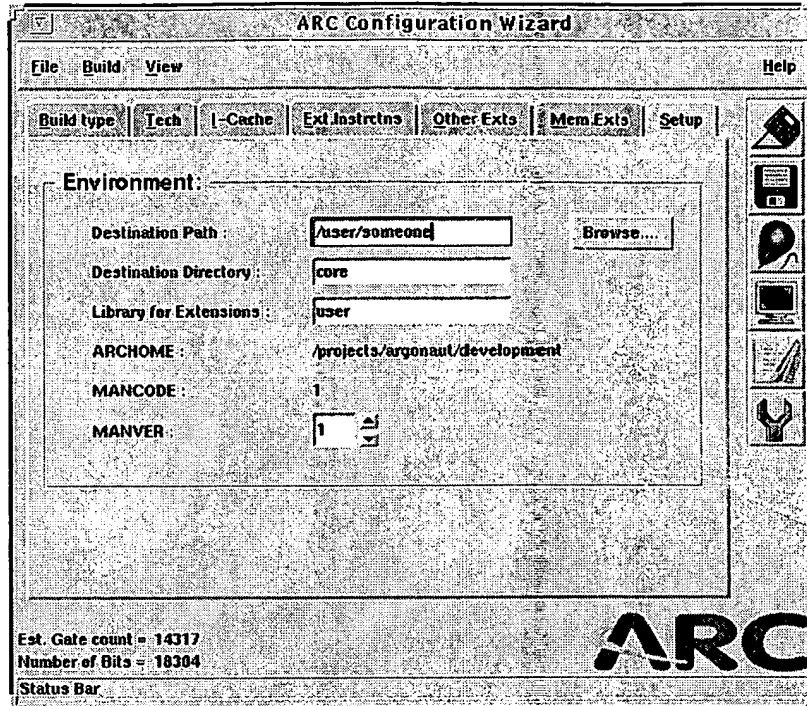 ARC Configuration Wizard
File Build View Help
Build type Tech I-Cache Ext.Instrctns Other Exts Mem.Exts Setup
Environment:
Destination Path : /user/someone Browse....
Destination Directory : core
Library for Extensions : user
ARCHOME : /projects/argonaut/development
MANCODE : 1
MANVER : 1
Est. Gate count = 14317
Number of Bits = 18304
ARC
Status Bar